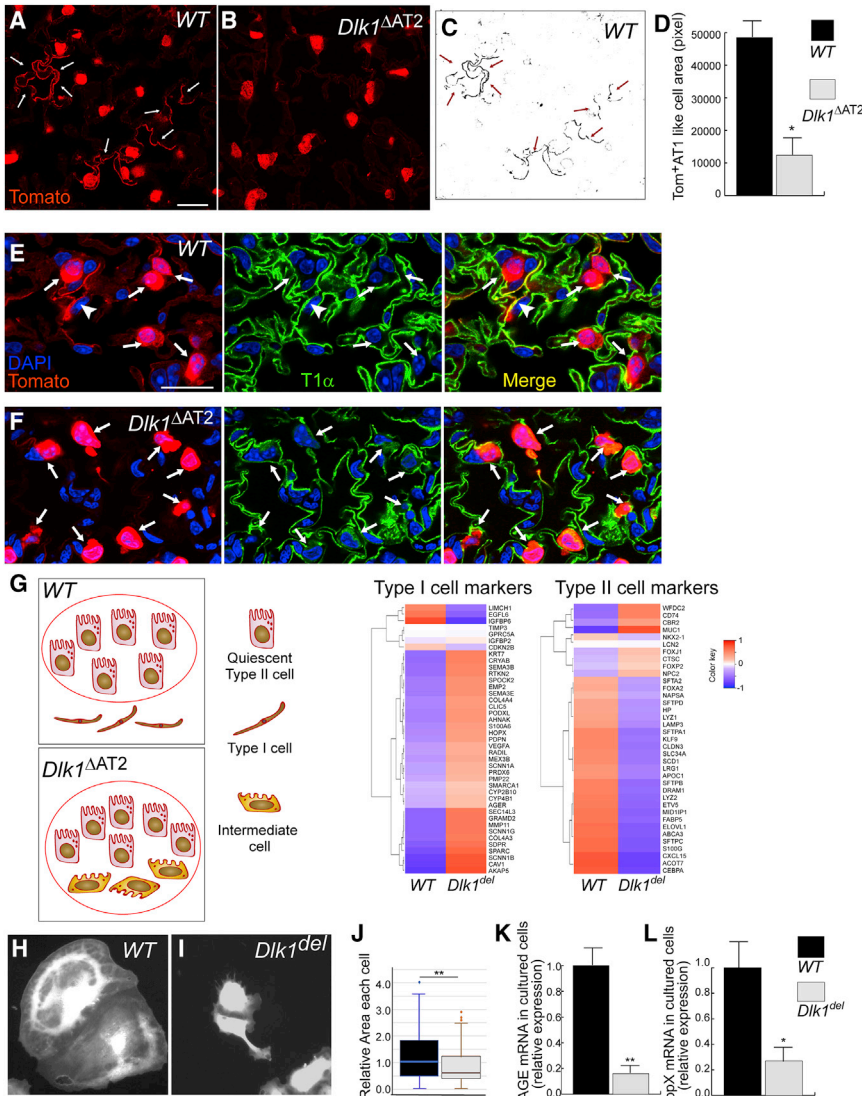 A
WT
B
Dlk1ΔAT2
Tomato
C
WT
D
Tom+AT1 like cell area (pixel)
50000
40000
30000
20000
10000
0
*
WT
Dlk1ΔAT2
E
WT
DAPI
Tomato
T1α
Merge
F
Dlk1ΔAT2
G
WT
Dlk1ΔAT2
Quiescent
Type II cell
Type I cell
Intermediate
cell
Type I cell markers
LIMCH1
EGFL6
IGFBP6
TIMP3
GPRC5A
IGFBP2
CDKN2B
KRT7
CRYAB
SEMA3B
RTKN2
SPOCK2
EMP2
SEMA3E
COL4A4
CLIC5
PODXL
AHNAK
S100A6
HOPX
PDPN
VEGFA
RADIL
MEX3B
SCNN1A
PRDX6
PMP22
SMARCA1
CYP2B10
CYP4B1
AGER
SEC14L3
GRAMD2
MMP11
SCNN1G
COL4A3
SDPR
SPARC
SCNN1B
CAV1
AKAP5
WT
Dlk1del
Type II cell markers
WFDC2
CD74
CBR2
MUC1
NKX2-1
LCN2
FOXJ1
CTSC
FOXP2
NPC2
SFTA2
FOXA2
NAPSA
SFTPD
HP
LYZ1
LAMP3
SFTPA1
KLF9
CLDN3
SLC34A
SCD1
LRG1
APOC1
SFTPB
DRAM1
LYZ2
ETV5
MID1IP1
FABP5
ELOVL1
ABCA3
SFTPC
S100G
CXCL15
ACOT7
CEBPA
WT
Dlk1del
Color key
1
0
-1
H
WT
I
Dlk1del
J
Relative Area each cell
4.0
3.0
2.0
1.0
0.0
**
K
AGE mRNA in cultured cells
(relative expression)
1.0
0.8
0.6
0.4
0.2
0
**
L
opX mRNA in cultured cells
(relative expression)
1.0
0.8
0.6
0.4
0.2
0
*
WT
Dlk1del